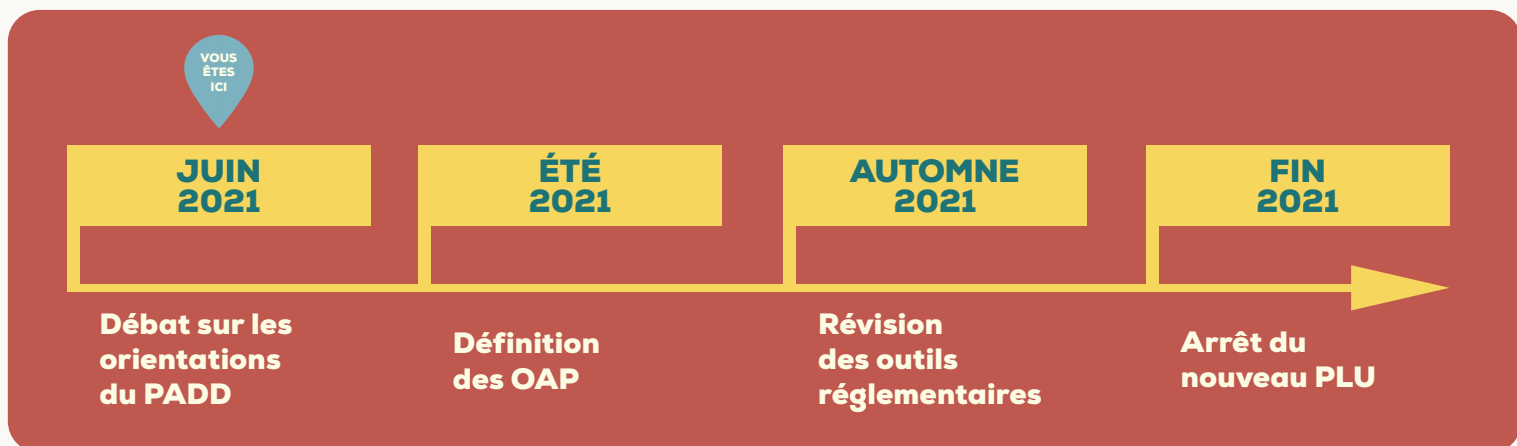 VOUS
ÊTES
ICI
JUIN
2021
ÉTÉ
2021
AUTOMNE
2021
FIN
2021
Débat sur les
orientations
du PADD
Définition
des OAP
Révision
des outils
réglementaires
Arrêt du
nouveau PLU